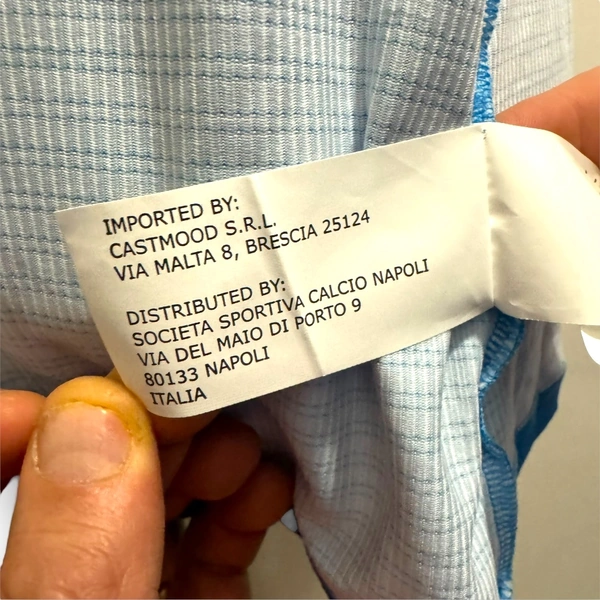 IMPORTED BY:
CASTMOOD S.R.L.
VIA MALTA 8, BRESCIA 25124
DISTRIBUTED BY:
SOCIETA SPORTIVA CALCIO NAPOLI
VIA DEL MAIO DI PORTO 9
80133 NAPOLI
ITALIA